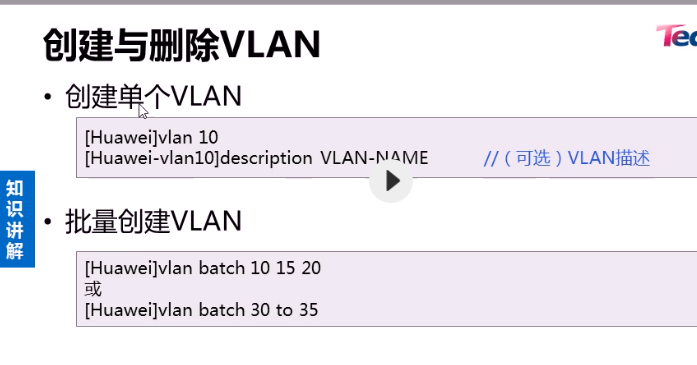 创建与删除VLAN
• 创建单个VLAN
[Huawei]vlan 10
[Huawei-vlan10]description VLAN-NAME //（可选）VLAN描述
知识讲解
• 批量创建VLAN
[Huawei]vlan batch 10 15 20
或
[Huawei]vlan batch 30 to 35